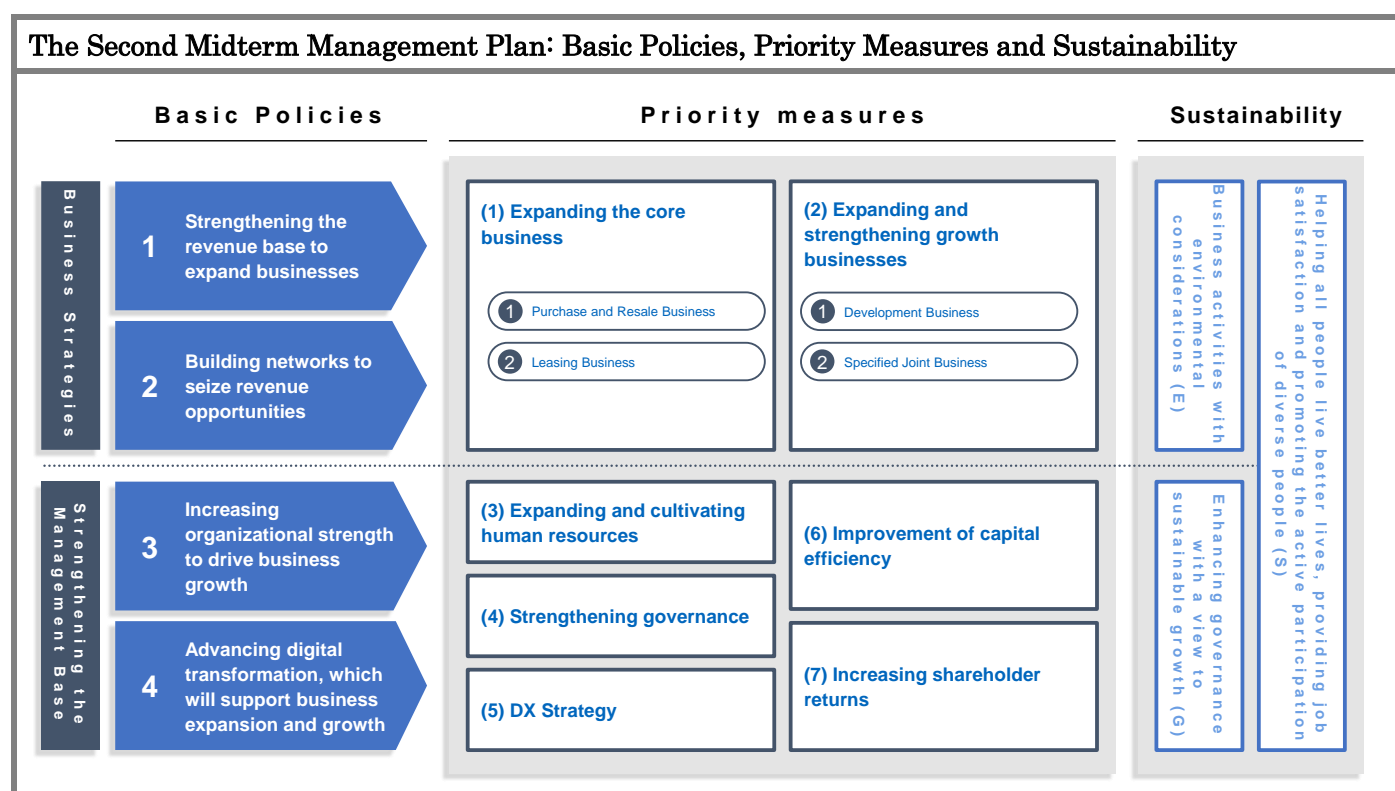 The Second Midterm Management Plan: Basic Policies, Priority Measures and Sustainability
Basic Policies
Priority measures
Sustainability
Business Strategies
1
Strengthening the
revenue base to
expand businesses
2
Building networks to
seize revenue
opportunities
(1) Expanding the core
business
1 Purchase and Resale Business
2 Leasing Business
(2) Expanding and
strengthening growth
businesses
1 Development Business
2 Specified Joint Business
Business activities with
environmental
considerations (E)
Helping all people live better lives, providing job
satisfaction and promoting the active participation
of diverse people (S)
Strengthening the
Management Base
3
Increasing
organizational strength
to drive business
growth
4
Advancing digital
transformation, which
will support business
expansion and growth
(3) Expanding and cultivating
human resources
(4) Strengthening governance
(5) DX Strategy
(6) Improvement of capital
efficiency
(7) Increasing shareholder
returns
Enhancing governance
with a view to
sustainable growth (G)